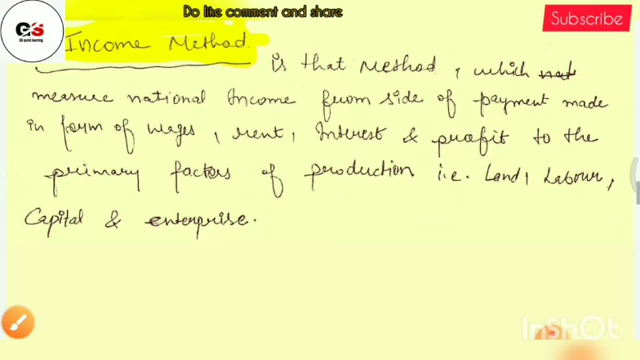 Do like comment and share
Subscribe
GS
Income Method
is that Method, which
measure national Income from side of payment made
in form of wages, rent, Interest & profit to the
primary factors of production i.e. Land, Labour,
Capital & enterprise.
InShOt